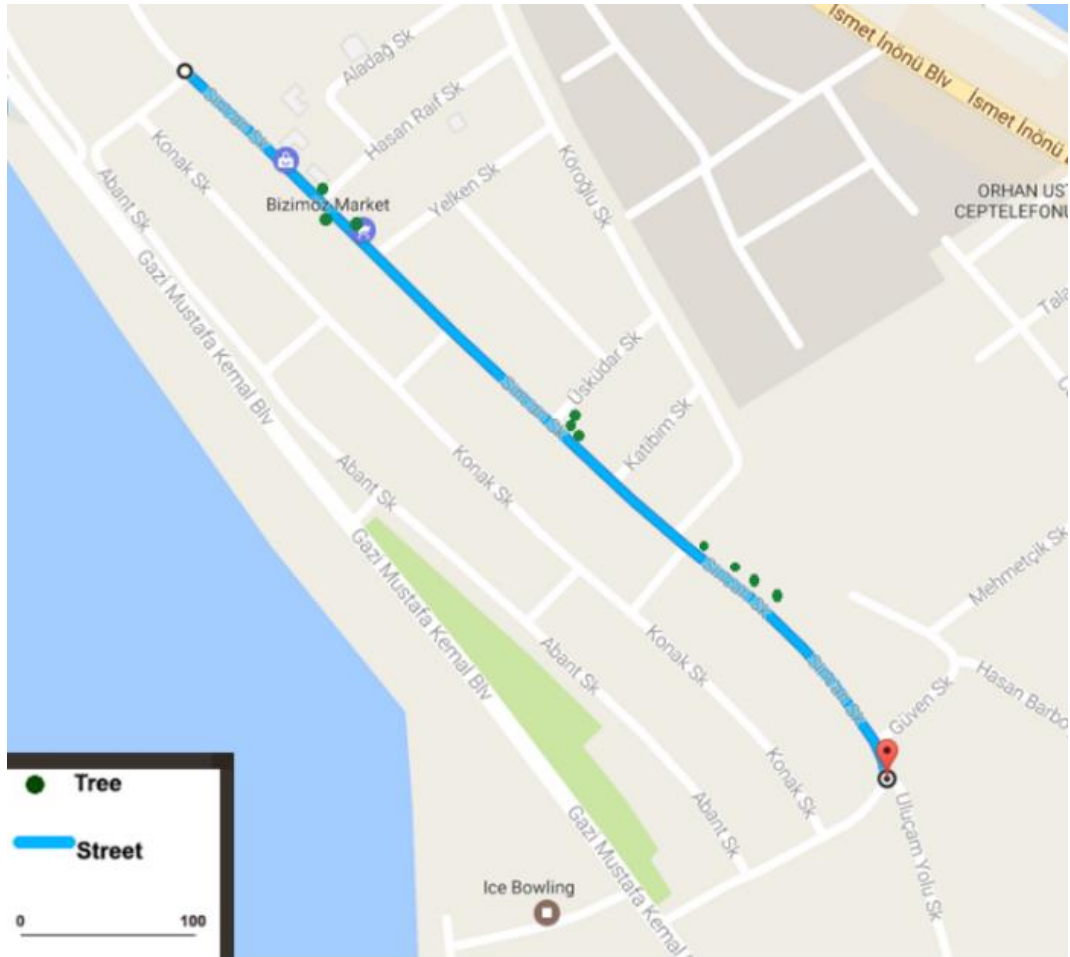 İsmet İnönü Blv
İsmet İnönü B
Aladağ Sk
Hasan Raif Sk
Konak Sk
Abant Sk
Yelken Sk
Köroğlu Sk
ORHAN UST
CEPTELEFONU
Bizimoz Market
Gazi Mustafa Kemal Blv
Üsküdar Sk
Katibim Sk
Konak Sk
Abant Sk
Mehmetçik Sk
Gazi Mustafa Kemal Blv
Abant Sk
Konak Sk
Güven Sk
Hasan Barbo
Konak Sk
Abant Sk
Uluçam Yolu Sk
Gazi Mustafa Kemal
Ice Bowling
Tree
Street
0 100